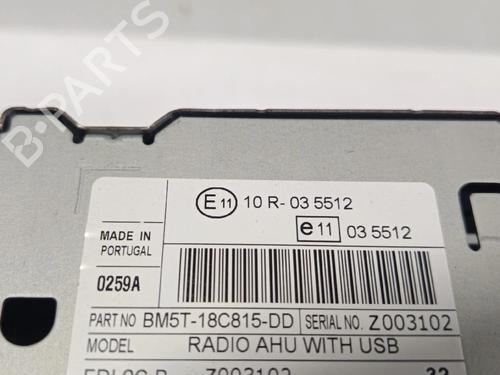 B-PARTS
E11 10 R- 03 5512
e11 03 5512
MADE IN
PORTUGAL
0259A
PART NO BM5T-18C815-DD SERIAL NO. Z003102
MODEL RADIO AHU WITH USB